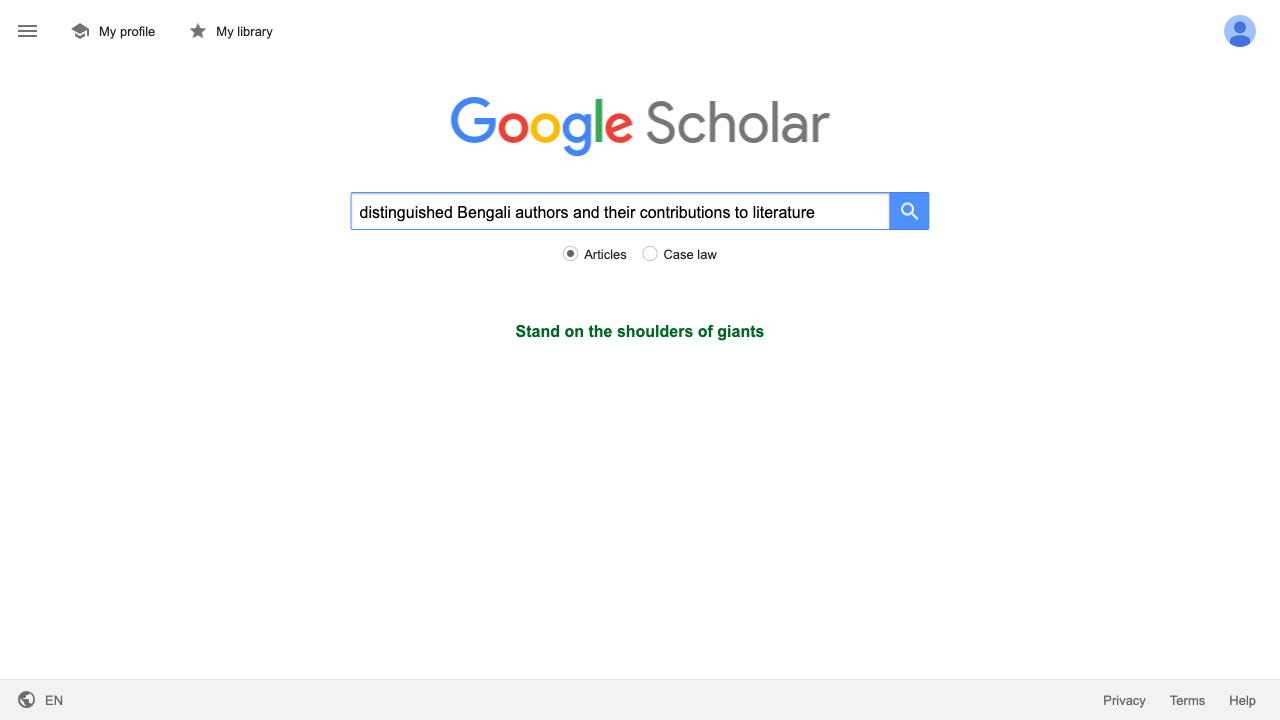 My profile
My library
Google Scholar
distinguished Bengali authors and their contributions to literature
Articles
Case law
Stand on the shoulders of giants
EN
Privacy
Terms
Help